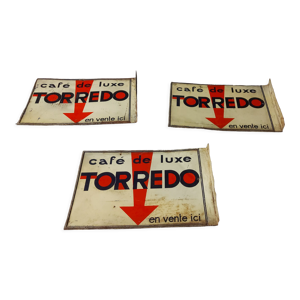 café de luxe
TORREDO
en vente ici
café de luxe
TORREDO
en vente ici
café de luxe
TORREDO
en vente ici